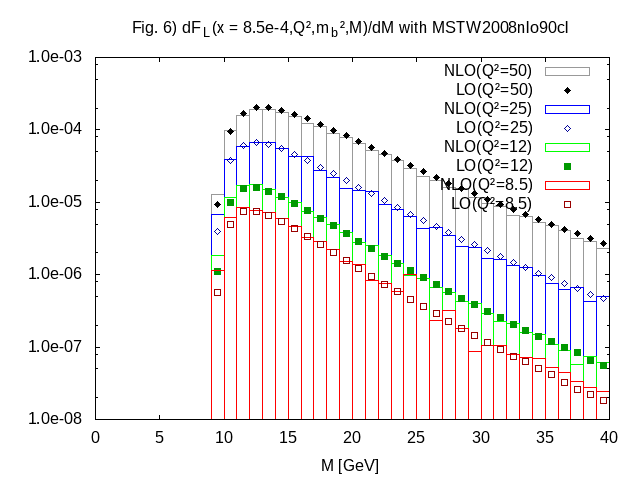 Fig. 6) dF_L(x = 8.5e-4,Q²,m_b²,M)/dM with MSTW2008nlo90cl
1.0e-03
1.0e-04
1.0e-05
1.0e-06
1.0e-07
1.0e-08
NLO(Q²=50)
LO(Q²=50)
NLO(Q²=25)
LO(Q²=25)
NLO(Q²=12)
LO(Q²=12)
NLO(Q²=8.5)
LO(Q²=8.5)
0 5 10 15 20 25 30 35 40
M [GeV]